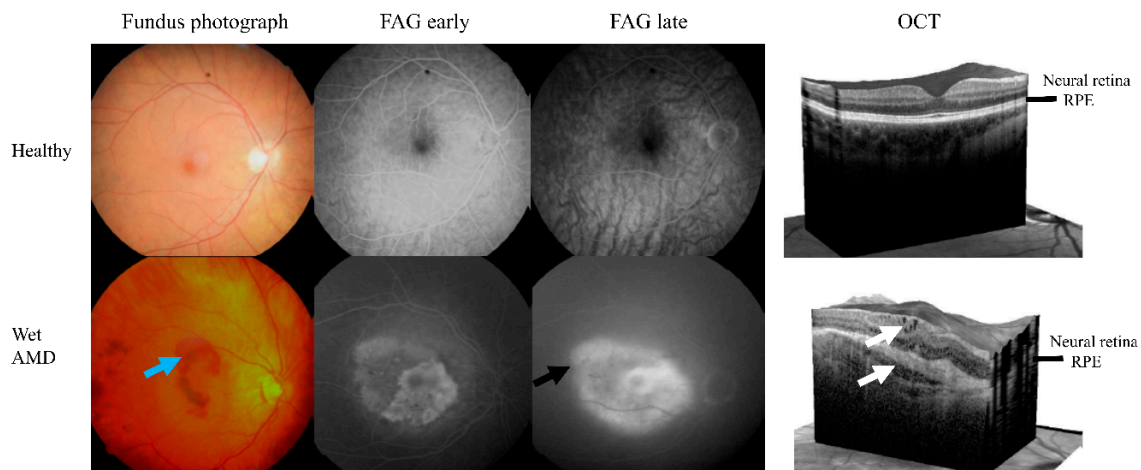 Fundus photograph
FAG early
FAG late
OCT
Healthy
Neural retina
RPE
Wet
AMD
Neural retina
RPE